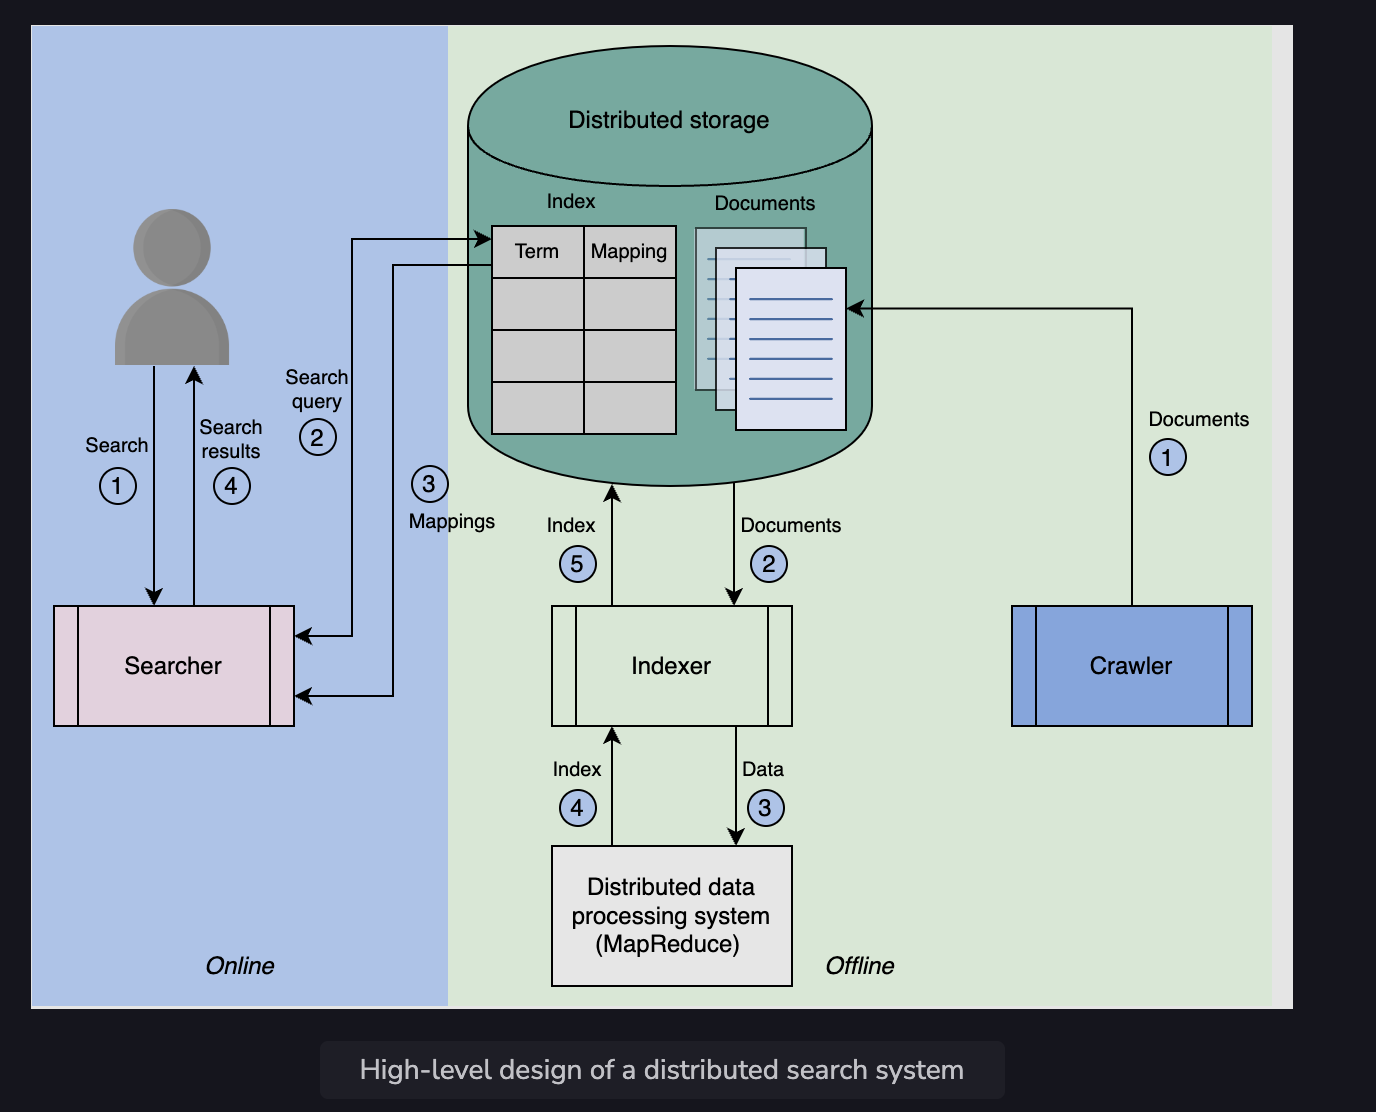 Distributed storage
Index
Documents
Term
Mapping
Search
query
2
Search
1
Search
results
4
3
Mappings
Documents
1
Index
5
Documents
2
Searcher
Indexer
Crawler
Index
4
Data
3
Distributed data
processing system
(MapReduce)
Online
Offline
High-level design of a distributed search system